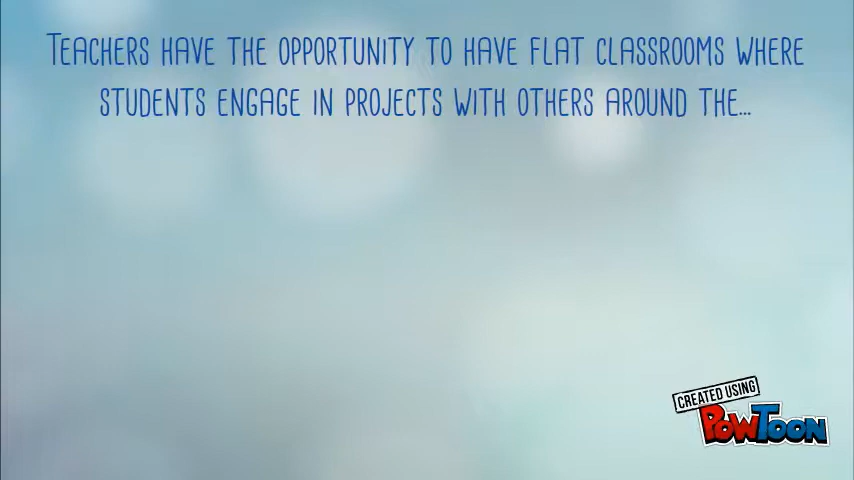 Teachers have the opportunity to have flat classrooms where
students engage in projects with others around the...
CREATED USING
POWTOON